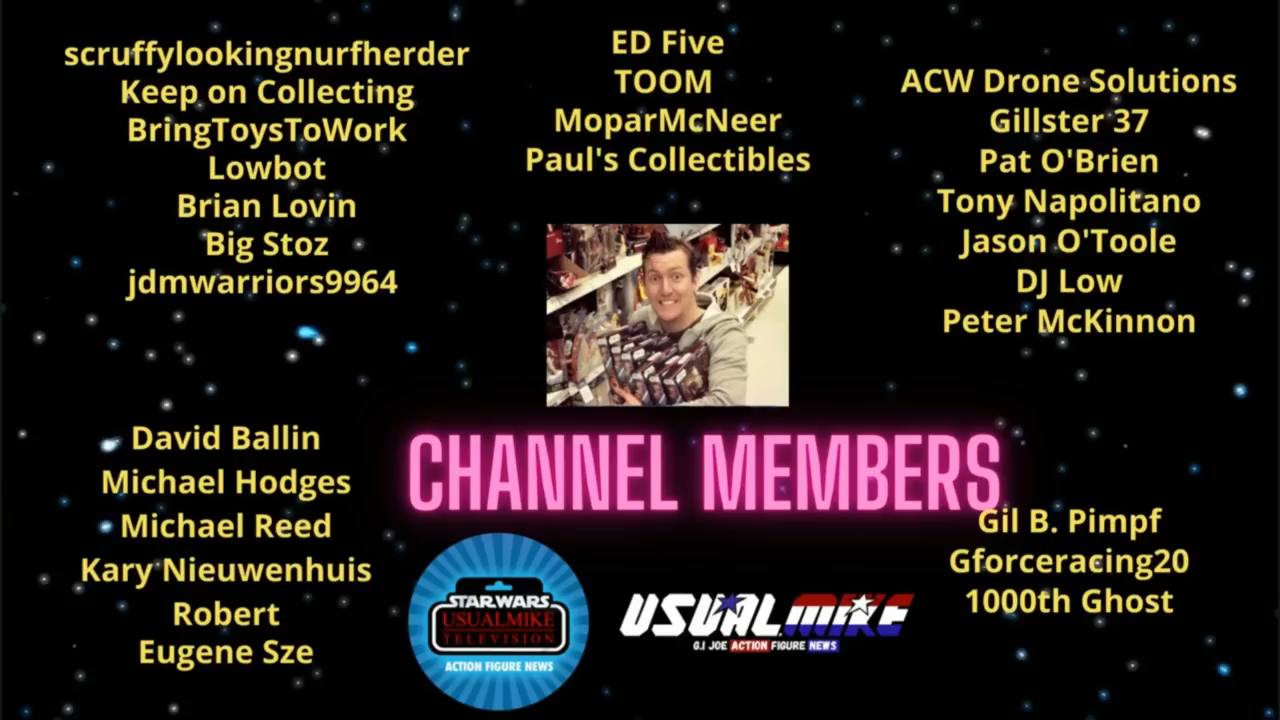 scruffylookingnurfherder
Keep on Collecting
BringToysToWork
Lowbot
Brian Lovin
Big Stoz
jdmwarriors9964
ED Five
TOOM
MoparMcNeer
Paul's Collectibles
ACW Drone Solutions
Gillster 37
Pat O'Brien
Tony Napolitano
Jason O'Toole
DJ Low
Peter McKinnon
CHANNEL MEMBERS
David Ballin
Michael Hodges
Michael Reed
Kary Nieuwenhuis
Robert
Eugene Sze
STAR WARS
USUALMIKE
TELEVISION
ACTION FIGURE NEWS
USUAL MIKE
G.I JOE ACTION FIGURE NEWS
Gil B. Pimpf
Gforceracing20
1000th Ghost